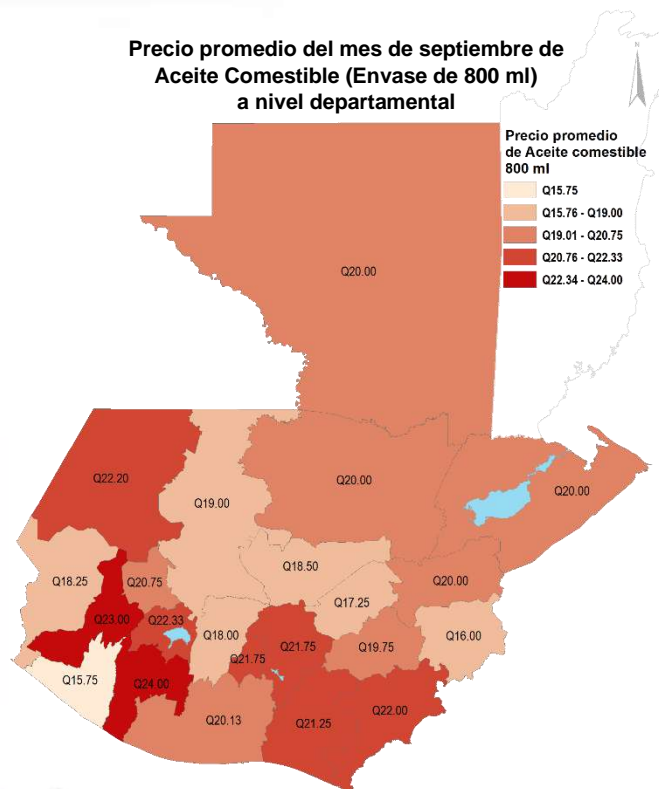 Precio promedio del mes de septiembre de
Aceite Comestible (Envase de 800 ml)
a nivel departamental
N
Precio promedio
de Aceite comestible
800 ml
Q15.75
Q15.76 - Q19.00
Q19.01 - Q20.75
Q20.76 - Q22.33
Q22.34 - Q24.00
Q20.00
Q22.20
Q19.00
Q20.00
Q20.00
Q18.25
Q20.75
Q18.50
Q20.00
Q17.25
Q23.00
Q22.33
Q18.00
Q21.75
Q21.75
Q19.75
Q16.00
Q15.75
Q24.00
Q20.13
Q21.25
Q22.00